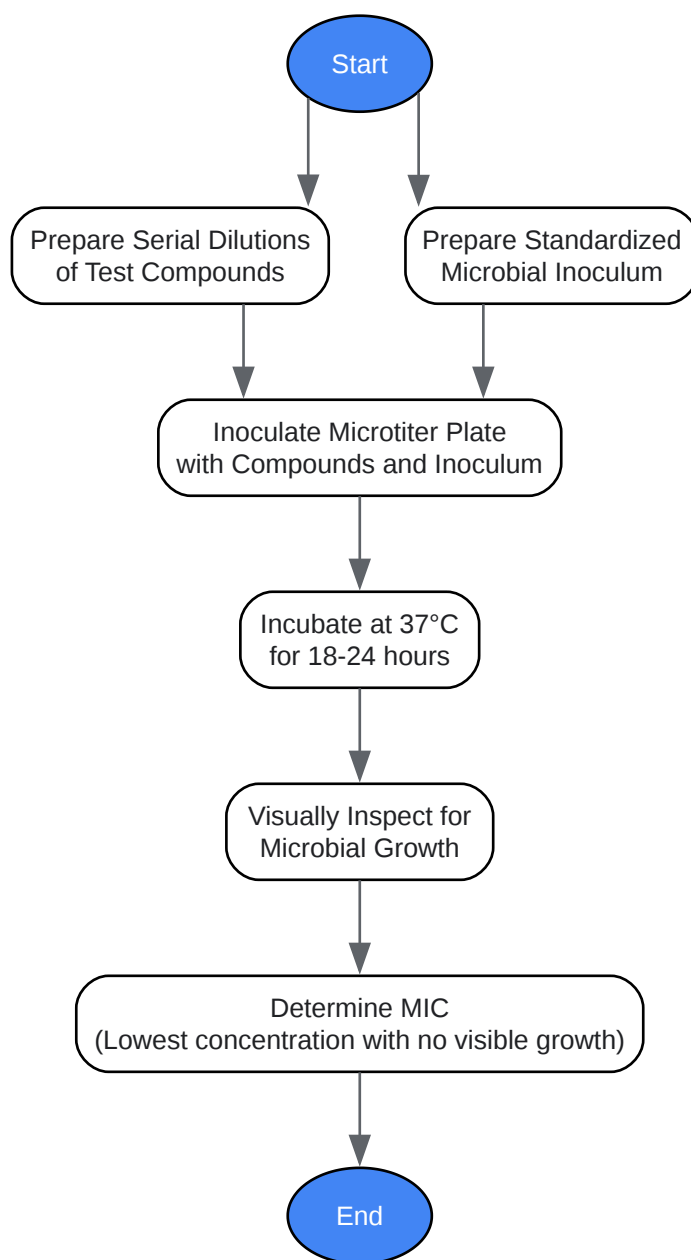 Start
Prepare Serial Dilutions
of Test Compounds
Prepare Standardized
Microbial Inoculum
Inoculate Microtiter Plate
with Compounds and Inoculum
Incubate at 37°C
for 18-24 hours
Visually Inspect for
Microbial Growth
Determine MIC
(Lowest concentration with no visible growth)
End